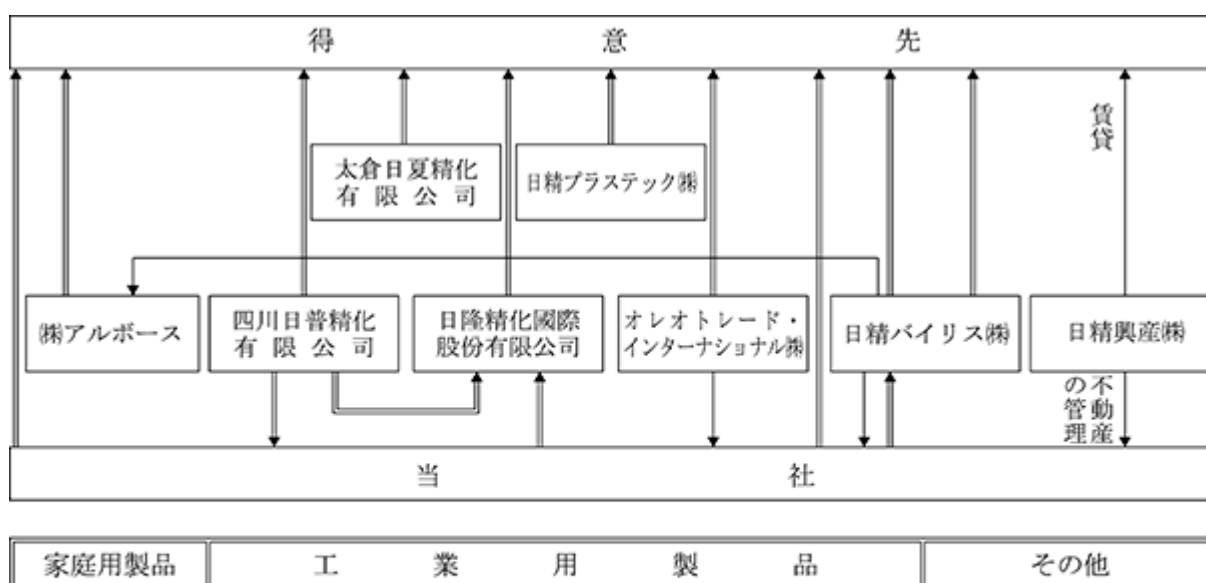 得意先
賃貸
太倉日夏精化
有限公司
日精プラステック㈱
㈱アルボース
四川日普精化
有限公司
日隆精化國際
股份有限公司
オレオトレード・
インターナショナル㈱
日精バイリス㈱
日精興産㈱
不動産
の管理
当社
家庭用製品
工業用製品
その他